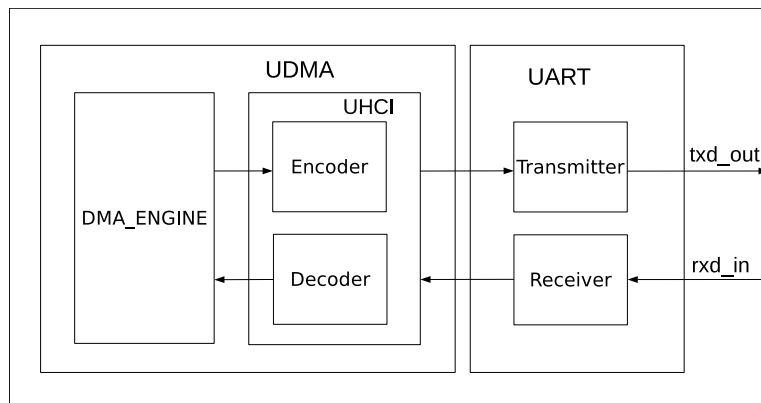 UDMA
UART
UHCI
Encoder
Transmitter
txd_out
DMA_ENGINE
Decoder
Receiver
rxd_in